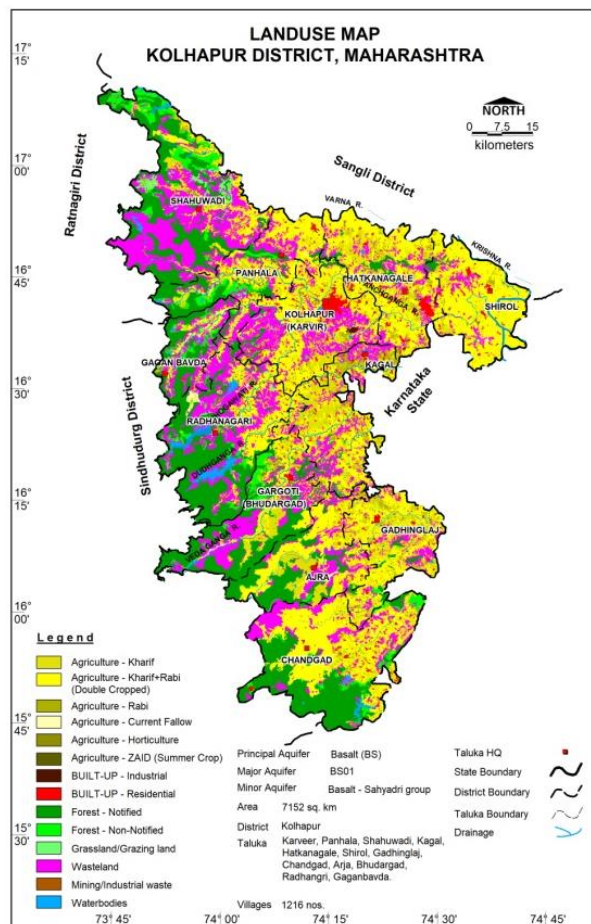 LANDUSE MAP
KOLHAPUR DISTRICT, MAHARASHTRA
17°
15'
NORTH
0 7.5 15
kilometers
17°
00'
Ratnagiri District
Sangli District
SHAHUWADI
VARNA R.
KRISHNA R.
16°
45'
PANHALA
HATKANAGALE
SHIROL
KOLHAPUR
(KARVIR)
KAGAL
GAGAN BAVDA
16°
30'
Karnataka
State
Sindhudurg District
RADHANAGARI
16°
15'
GARGOTI
(BHUDARGAD)
GADHINGLAJ
AJRA
16°
00'
CHANDGAD
Legend
Agriculture - Kharif
Agriculture - Kharif+Rabi
(Double Cropped)
Agriculture - Rabi
Agriculture - Current Fallow
Agriculture - Horticulture
Agriculture - ZAID (Summer Crop)
BUILT-UP - Industrial
BUILT-UP - Residential
Forest - Notified
Forest - Non-Notified
Grassland/Grazing land
Wasteland
Mining/Industrial waste
Waterbodies
15°
45'
15°
30'
Principal Aquifer Basalt (BS)
Major Aquifer BS01
Minor Aquifer Basalt - Sahyadri group
Area 7152 sq. km
District Kolhapur
Taluka Karveer, Panhala, Shahuwadi, Kagal,
Hatkanagale, Shirol, Gadhinglaj,
Chandgad, Arja, Bhudargad,
Radhangri, Gaganbavda.
Villages 1216 nos.
Taluka HQ
State Boundary
District Boundary
Taluka Boundary
Drainage
73°45' 74°00' 74°15' 74°30' 74°45'